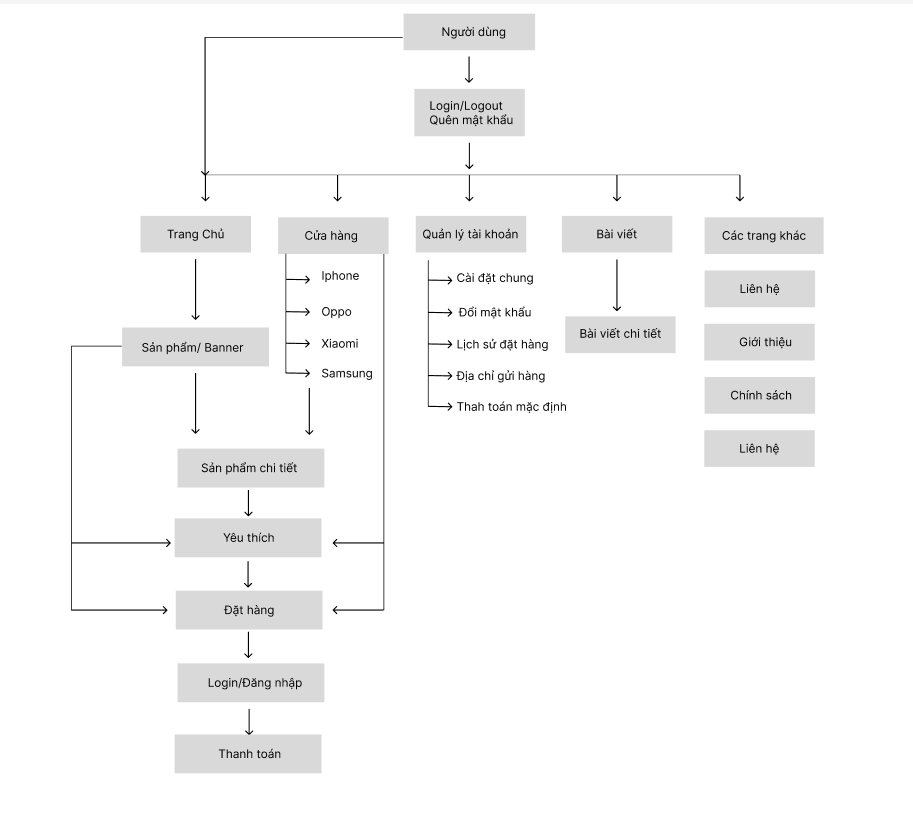 Người dùng
Login/Logout
Quên mật khẩu
Trang Chủ
Cửa hàng
Quản lý tài khoản
Bài viết
Các trang khác
Iphone
Oppo
Xiaomi
Samsung
Cài đặt chung
Đổi mật khẩu
Lịch sử đặt hàng
Địa chỉ gửi hàng
Thah toán mặc định
Bài viết chi tiết
Liên hệ
Giới thiệu
Chính sách
Liên hệ
Sản phẩm/ Banner
Sản phẩm chi tiết
Yêu thích
Đặt hàng
Login/Đăng nhập
Thanh toán